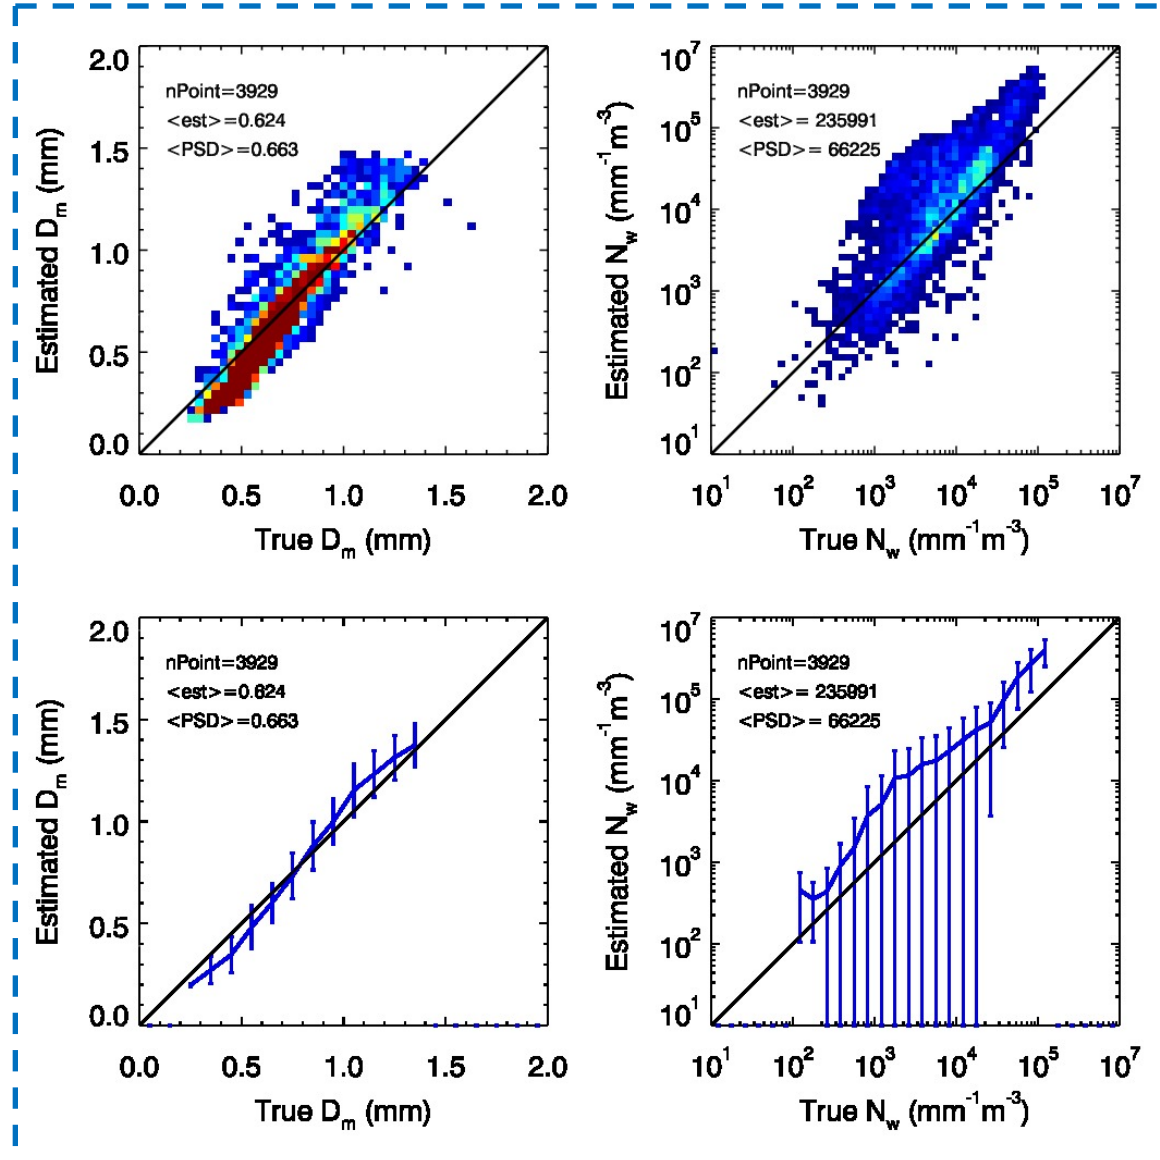 2.0
1.5
1.0
0.5
0.0
Estimated D_m (mm)
nPoint=3929
<est>=0.624
<PSD>=0.663
0.0 0.5 1.0 1.5 2.0
True D_m (mm)
10^7
10^5
10^4
10^3
10^2
10^1
Estimated N_w (mm^-1m^-3)
nPoint=3929
<est>= 235991
<PSD>= 66225
10^1 10^2 10^3 10^4 10^5 10^7
True N_w (mm^-1m^-3)
2.0
1.5
1.0
0.5
0.0
Estimated D_m (mm)
nPoint=3929
<est>=0.624
<PSD>=0.663
0.0 0.5 1.0 1.5 2.0
True D_m (mm)
10^7
10^5
10^4
10^3
10^2
10^1
Estimated N_w (mm^-1m^-3)
nPoint=3929
<est>= 235991
<PSD>= 66225
10^1 10^2 10^3 10^4 10^5 10^7
True N_w (mm^-1m^-3)